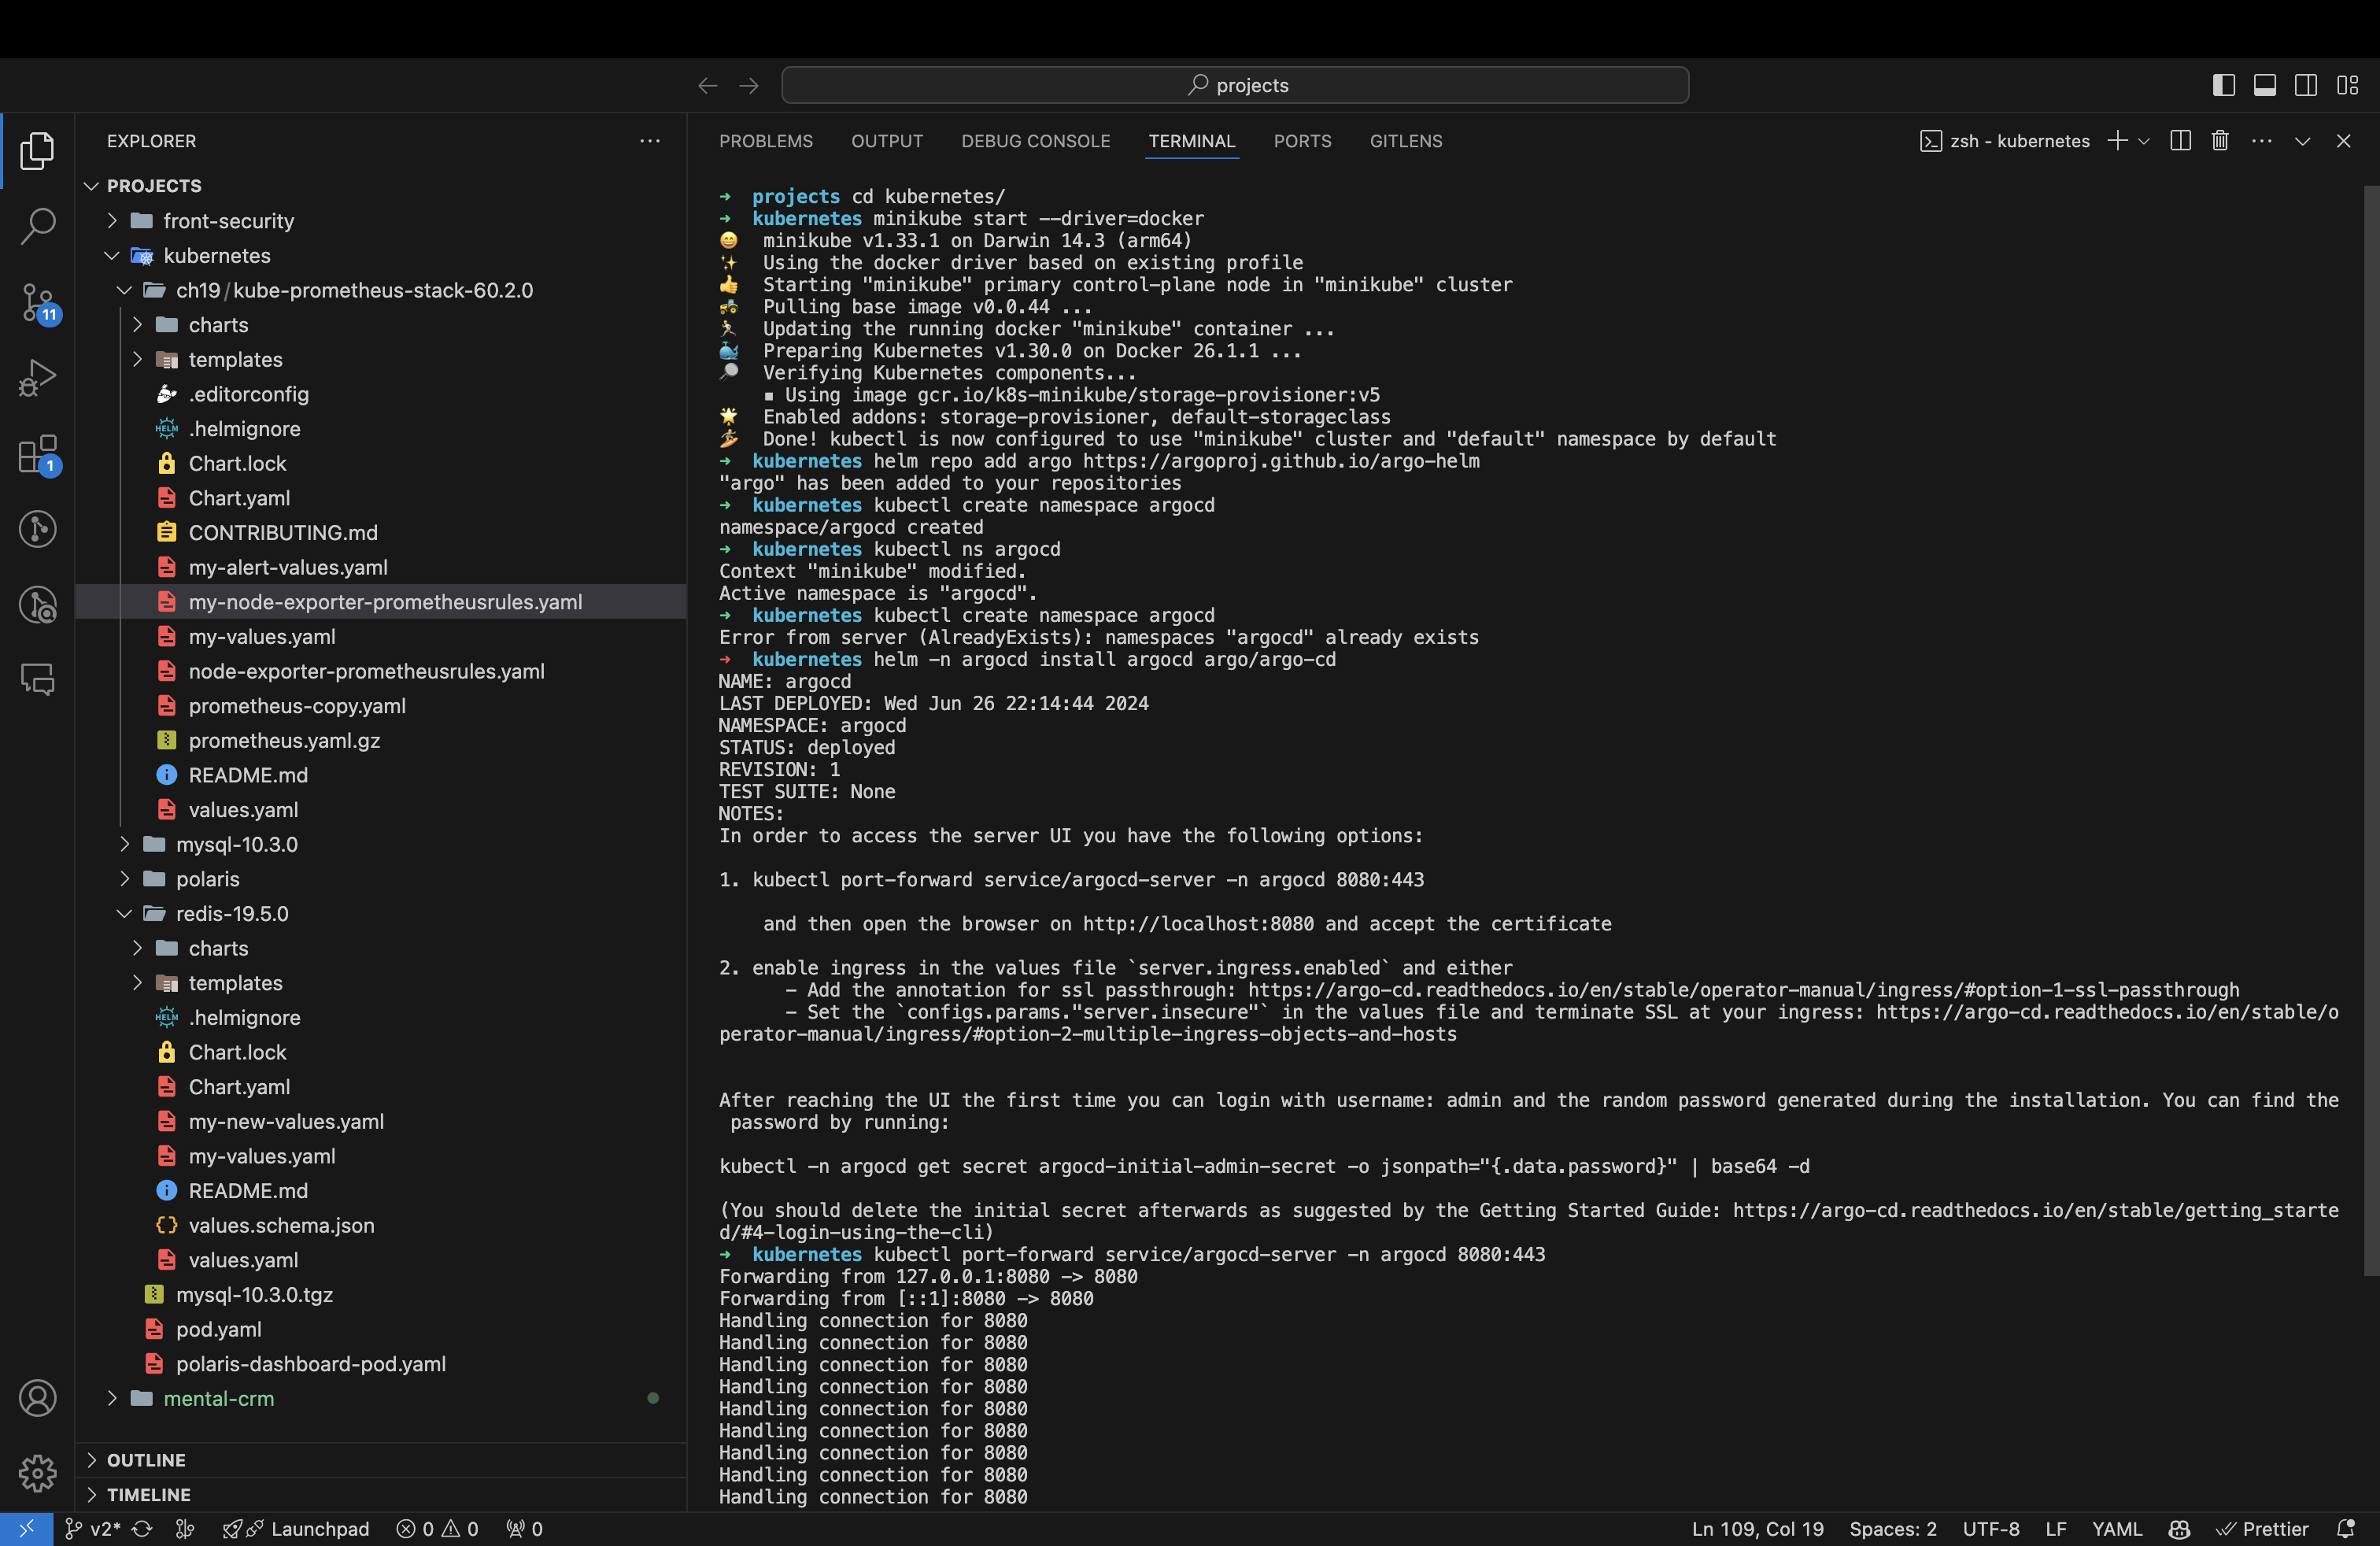 projects
EXPLORER
PROJECTS
front-security
kubernetes
ch19/kube-prometheus-stack-60.2.0
charts
templates
.editorconfig
.helmignore
Chart.lock
Chart.yaml
CONTRIBUTING.md
my-alert-values.yaml
my-node-exporter-prometheusrules.yaml
my-values.yaml
node-exporter-prometheusrules.yaml
prometheus-copy.yaml
prometheus.yaml.gz
README.md
values.yaml
mysql-10.3.0
polaris
redis-19.5.0
charts
templates
.helmignore
Chart.lock
Chart.yaml
my-new-values.yaml
my-values.yaml
README.md
values.schema.json
values.yaml
mysql-10.3.0.tgz
pod.yaml
polaris-dashboard-pod.yaml
mental-crm
OUTLINE
TIMELINE
11
1
PROBLEMS OUTPUT DEBUG CONSOLE TERMINAL PORTS GITLENS
zsh - kubernetes
→ projects cd kubernetes/
→ kubernetes minikube start --driver=docker
😄 minikube v1.33.1 on Darwin 14.3 (arm64)
✨ Using the docker driver based on existing profile
👍 Starting "minikube" primary control-plane node in "minikube" cluster
🚜 Pulling base image v0.0.44 ...
🏃 Updating the running docker "minikube" container ...
🐳 Preparing Kubernetes v1.30.0 on Docker 26.1.1 ...
🔎 Verifying Kubernetes components...
▪ Using image gcr.io/k8s-minikube/storage-provisioner:v5
🌟 Enabled addons: storage-provisioner, default-storageclass
🏄 Done! kubectl is now configured to use "minikube" cluster and "default" namespace by default
→ kubernetes helm repo add argo https://argoproj.github.io/argo-helm
"argo" has been added to your repositories
→ kubernetes kubectl create namespace argocd
namespace/argocd created
→ kubernetes kubectl ns argocd
Context "minikube" modified.
Active namespace is "argocd".
→ kubernetes kubectl create namespace argocd
Error from server (AlreadyExists): namespaces "argocd" already exists
→ kubernetes helm -n argocd install argocd argo/argo-cd
NAME: argocd
LAST DEPLOYED: Wed Jun 26 22:14:44 2024
NAMESPACE: argocd
STATUS: deployed
REVISION: 1
TEST SUITE: None
NOTES:
In order to access the server UI you have the following options:
1. kubectl port-forward service/argocd-server -n argocd 8080:443
and then open the browser on http://localhost:8080 and accept the certificate
2. enable ingress in the values file `server.ingress.enabled` and either
- Add the annotation for ssl passthrough: https://argo-cd.readthedocs.io/en/stable/operator-manual/ingress/#option-1-ssl-passthrough
- Set the `configs.params."server.insecure"` in the values file and terminate SSL at your ingress: https://argo-cd.readthedocs.io/en/stable/o
perator-manual/ingress/#option-2-multiple-ingress-objects-and-hosts
After reaching the UI the first time you can login with username: admin and the random password generated during the installation. You can find the
password by running:
kubectl -n argocd get secret argocd-initial-admin-secret -o jsonpath="{.data.password}" | base64 -d
(You should delete the initial secret afterwards as suggested by the Getting Started Guide: https://argo-cd.readthedocs.io/en/stable/getting_starte
d/#4-login-using-the-cli)
→ kubernetes kubectl port-forward service/argocd-server -n argocd 8080:443
Forwarding from 127.0.0.1:8080 -> 8080
Forwarding from [::1]:8080 -> 8080
Handling connection for 8080
Handling connection for 8080
Handling connection for 8080
Handling connection for 8080
Handling connection for 8080
Handling connection for 8080
Handling connection for 8080
Handling connection for 8080
Handling connection for 8080
v2* Launchpad 0 0 0 Ln 109, Col 19 Spaces: 2 UTF-8 LF YAML Prettier